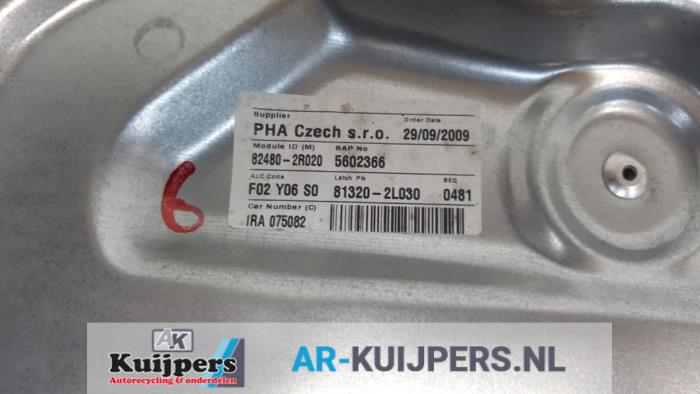 Supplier Order Date
PHA Czech s.r.o. 29/09/2009
Module ID (M) SAP No
82480-2R020 5602366
ALC Code Latch PN SEQ
F02 Y06 S0 81320-2L030 0481
Car Number (C)
IRA 075082
6
AK
Kuijpers
Autorecycling & onderdelen
AR-KUIJPERS.NL